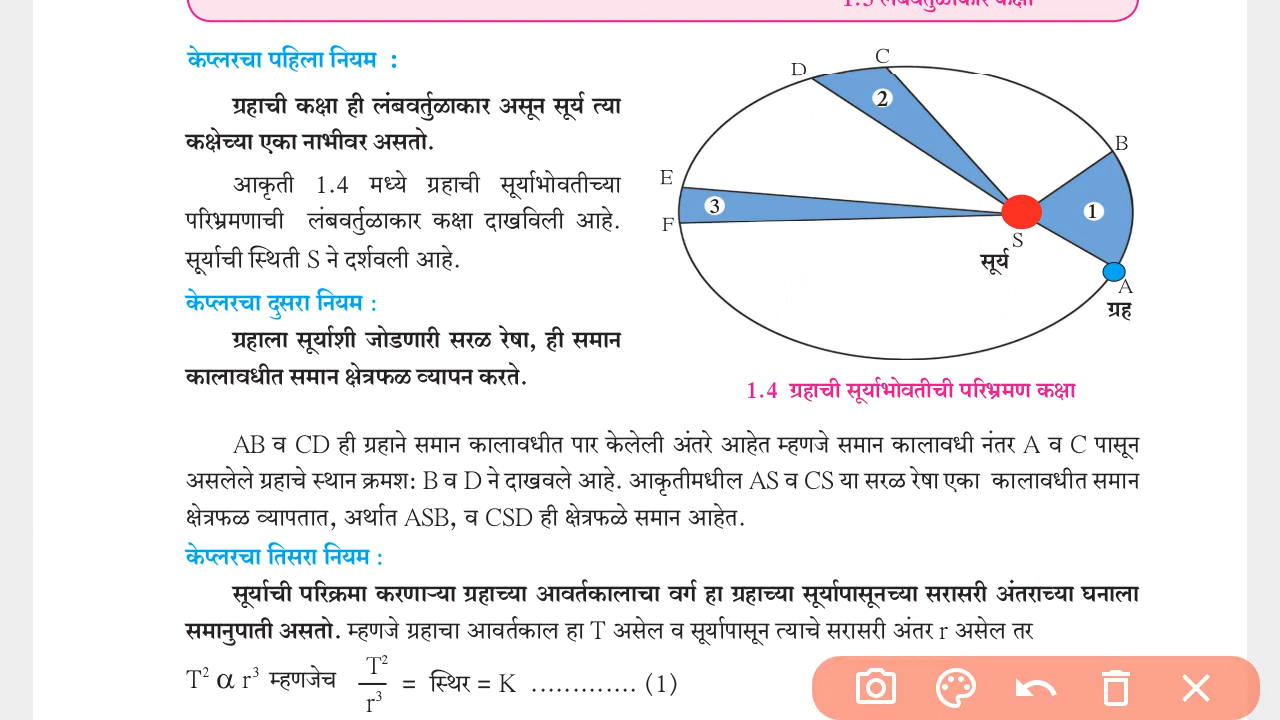 1.3 लंबवर्तुळाकार कक्षा
केप्लरचा पहिला नियम :
ग्रहाची कक्षा ही लंबवर्तुळाकार असून सूर्य त्या
कक्षेच्या एका नाभीवर असतो.
आकृती 1.4 मध्ये ग्रहाची सूर्याभोवतीच्या
परिभ्रमणाची लंबवर्तुळाकार कक्षा दाखविली आहे.
सूर्याची स्थिती S ने दर्शवली आहे.
केप्लरचा दुसरा नियम :
ग्रहाला सूर्याशी जोडणारी सरळ रेषा, ही समान
कालावधीत समान क्षेत्रफळ व्यापन करते.
C
D
2
B
E
3
1
F
S
सूर्य
A
ग्रह
1.4 ग्रहाची सूर्याभोवतीची परिभ्रमण कक्षा
AB व CD ही ग्रहाने समान कालावधीत पार केलेली अंतरे आहेत म्हणजे समान कालावधी नंतर A व C पासून
असलेले ग्रहाचे स्थान क्रमश: B व D ने दाखवले आहे. आकृतीमधील AS व CS या सरळ रेषा एका कालावधीत समान
क्षेत्रफळ व्यापतात, अर्थात ASB, व CSD ही क्षेत्रफळे समान आहेत.
केप्लरचा तिसरा नियम :
सूर्याची परिक्रमा करणाऱ्या ग्रहाच्या आवर्तकालाचा वर्ग हा ग्रहाच्या सूर्यापासूनच्या सरासरी अंतराच्या घनाला
समानुपाती असतो. म्हणजे ग्रहाचा आवर्तकाल हा T असेल व सूर्यापासून त्याचे सरासरी अंतर r असेल तर
T² α r³ म्हणजेच T²/r³ = स्थिर = K ............. (1)